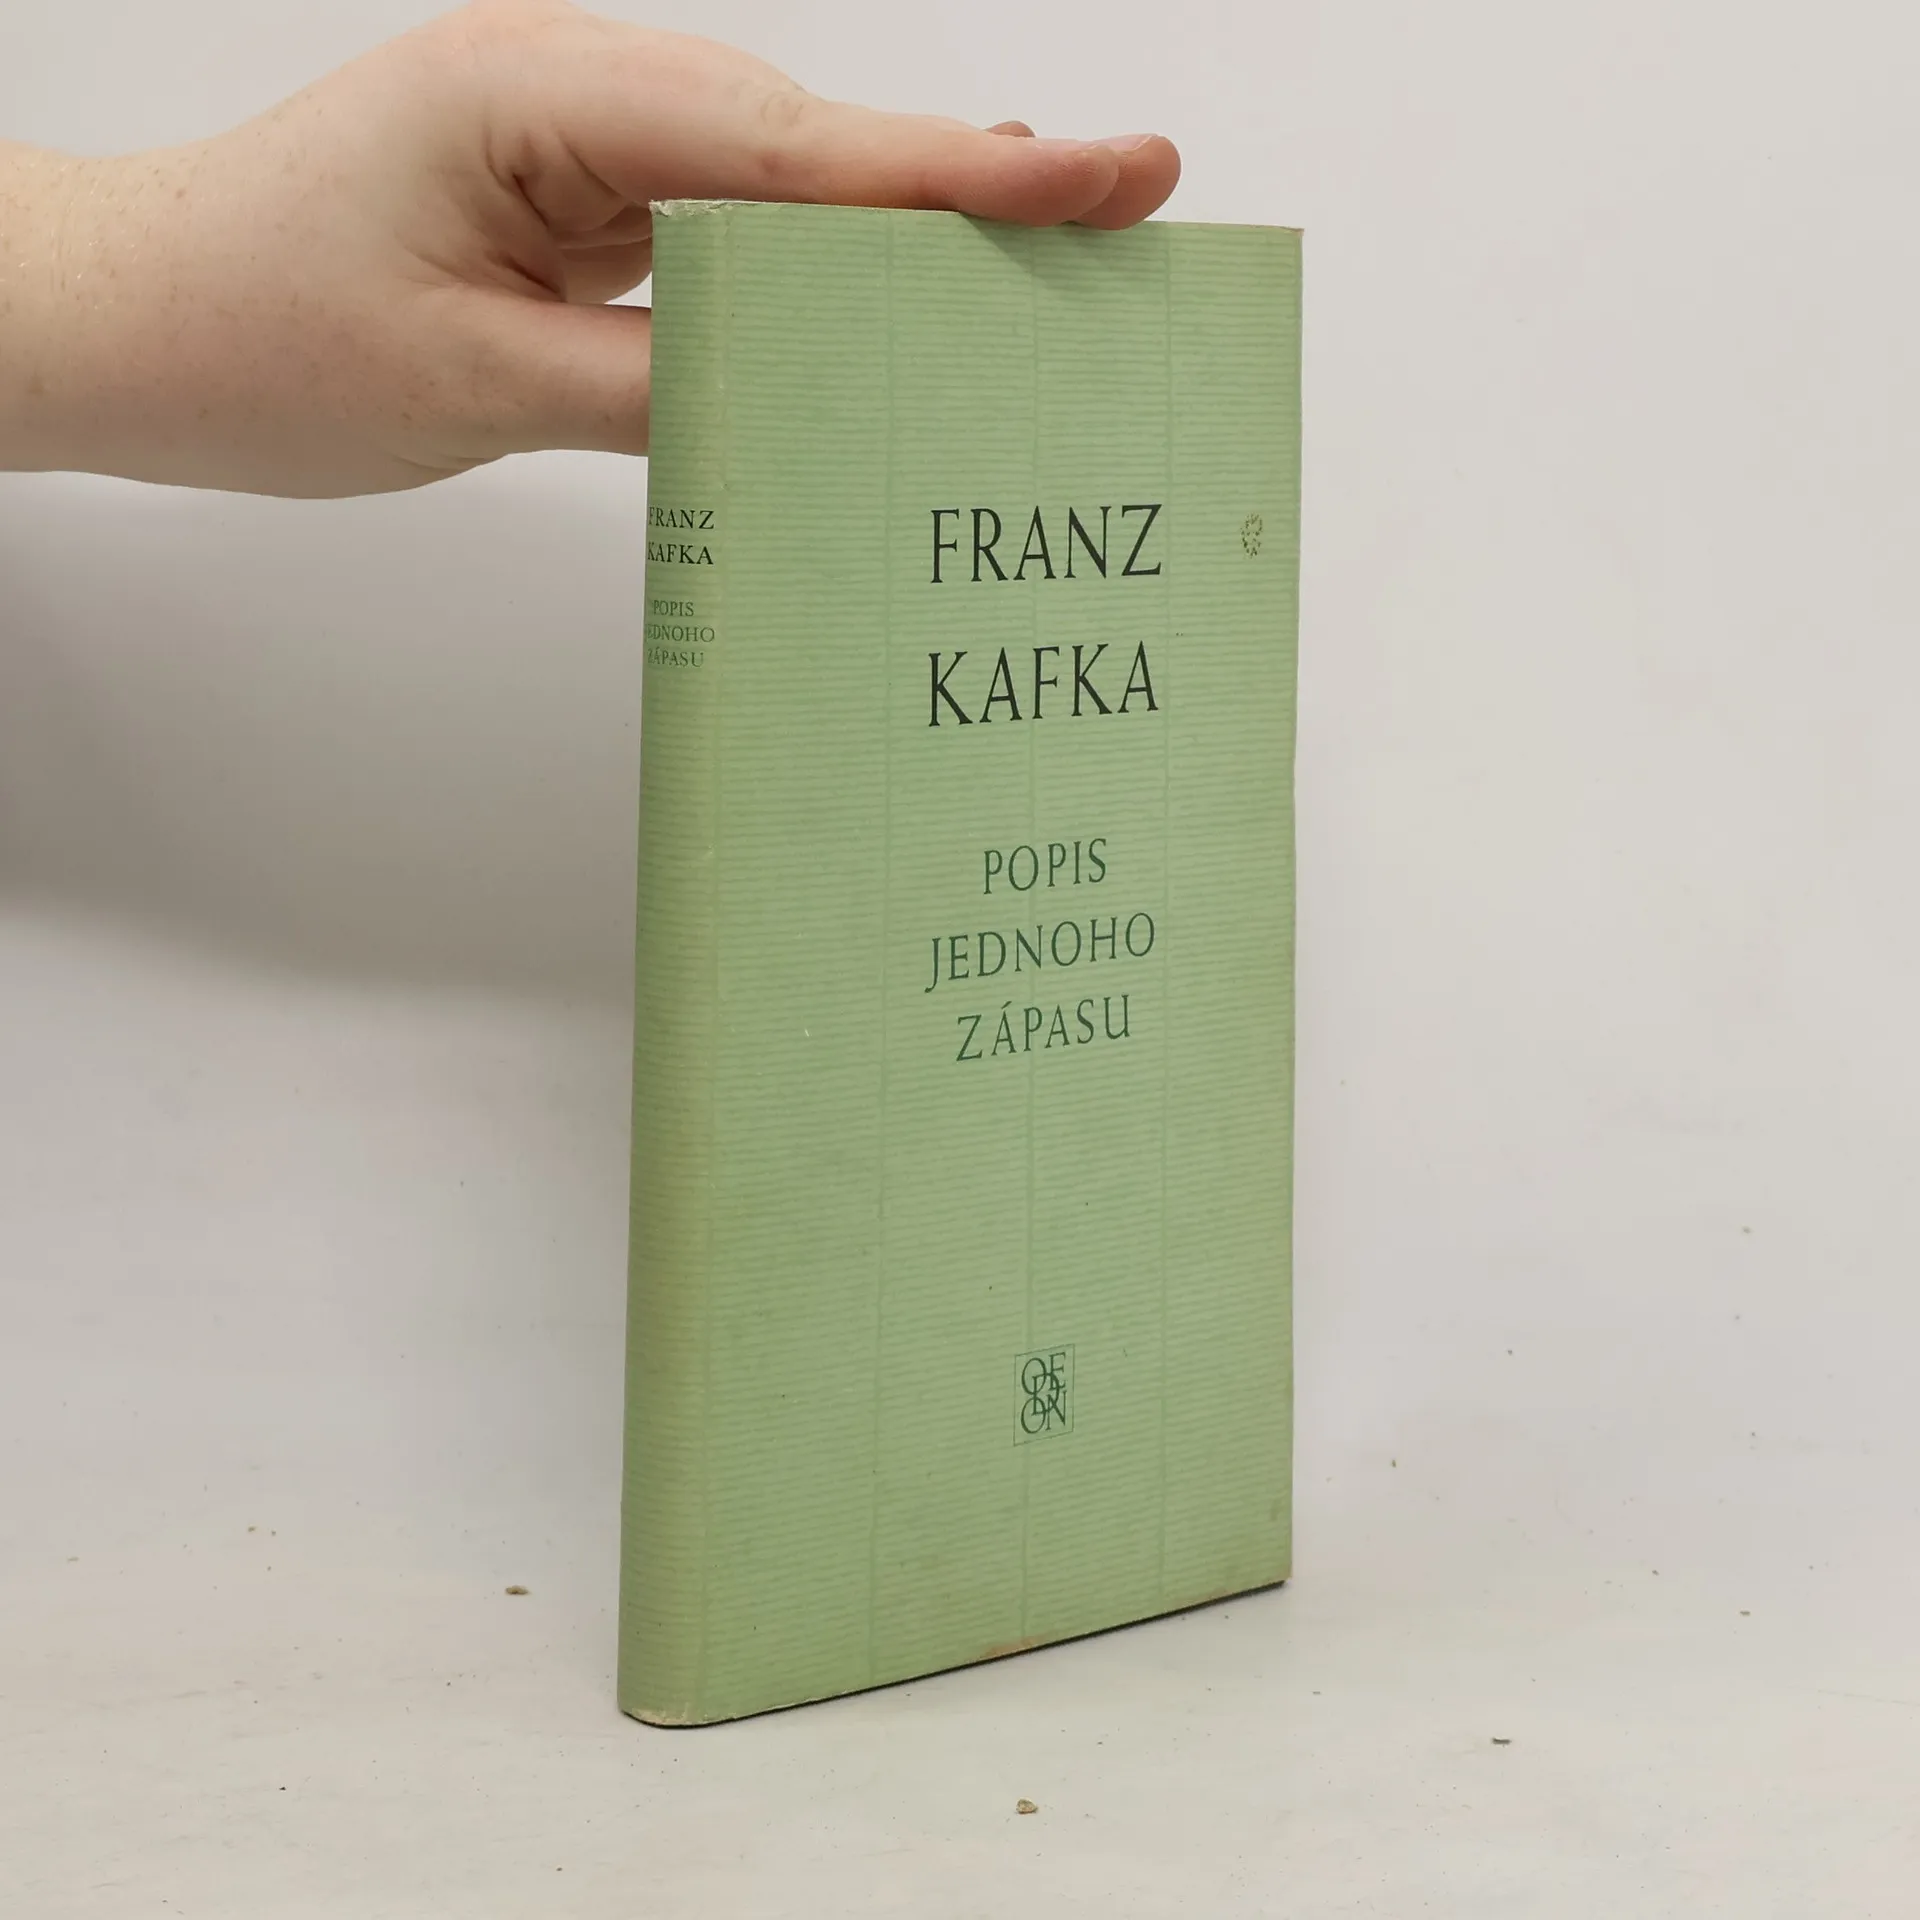 FRANZ
KAFKA
POPIS
JEDNOHO
ZÁPASU
FRANZ
KAFKA
POPIS
JEDNOHO
ZÁPASU
ODEON